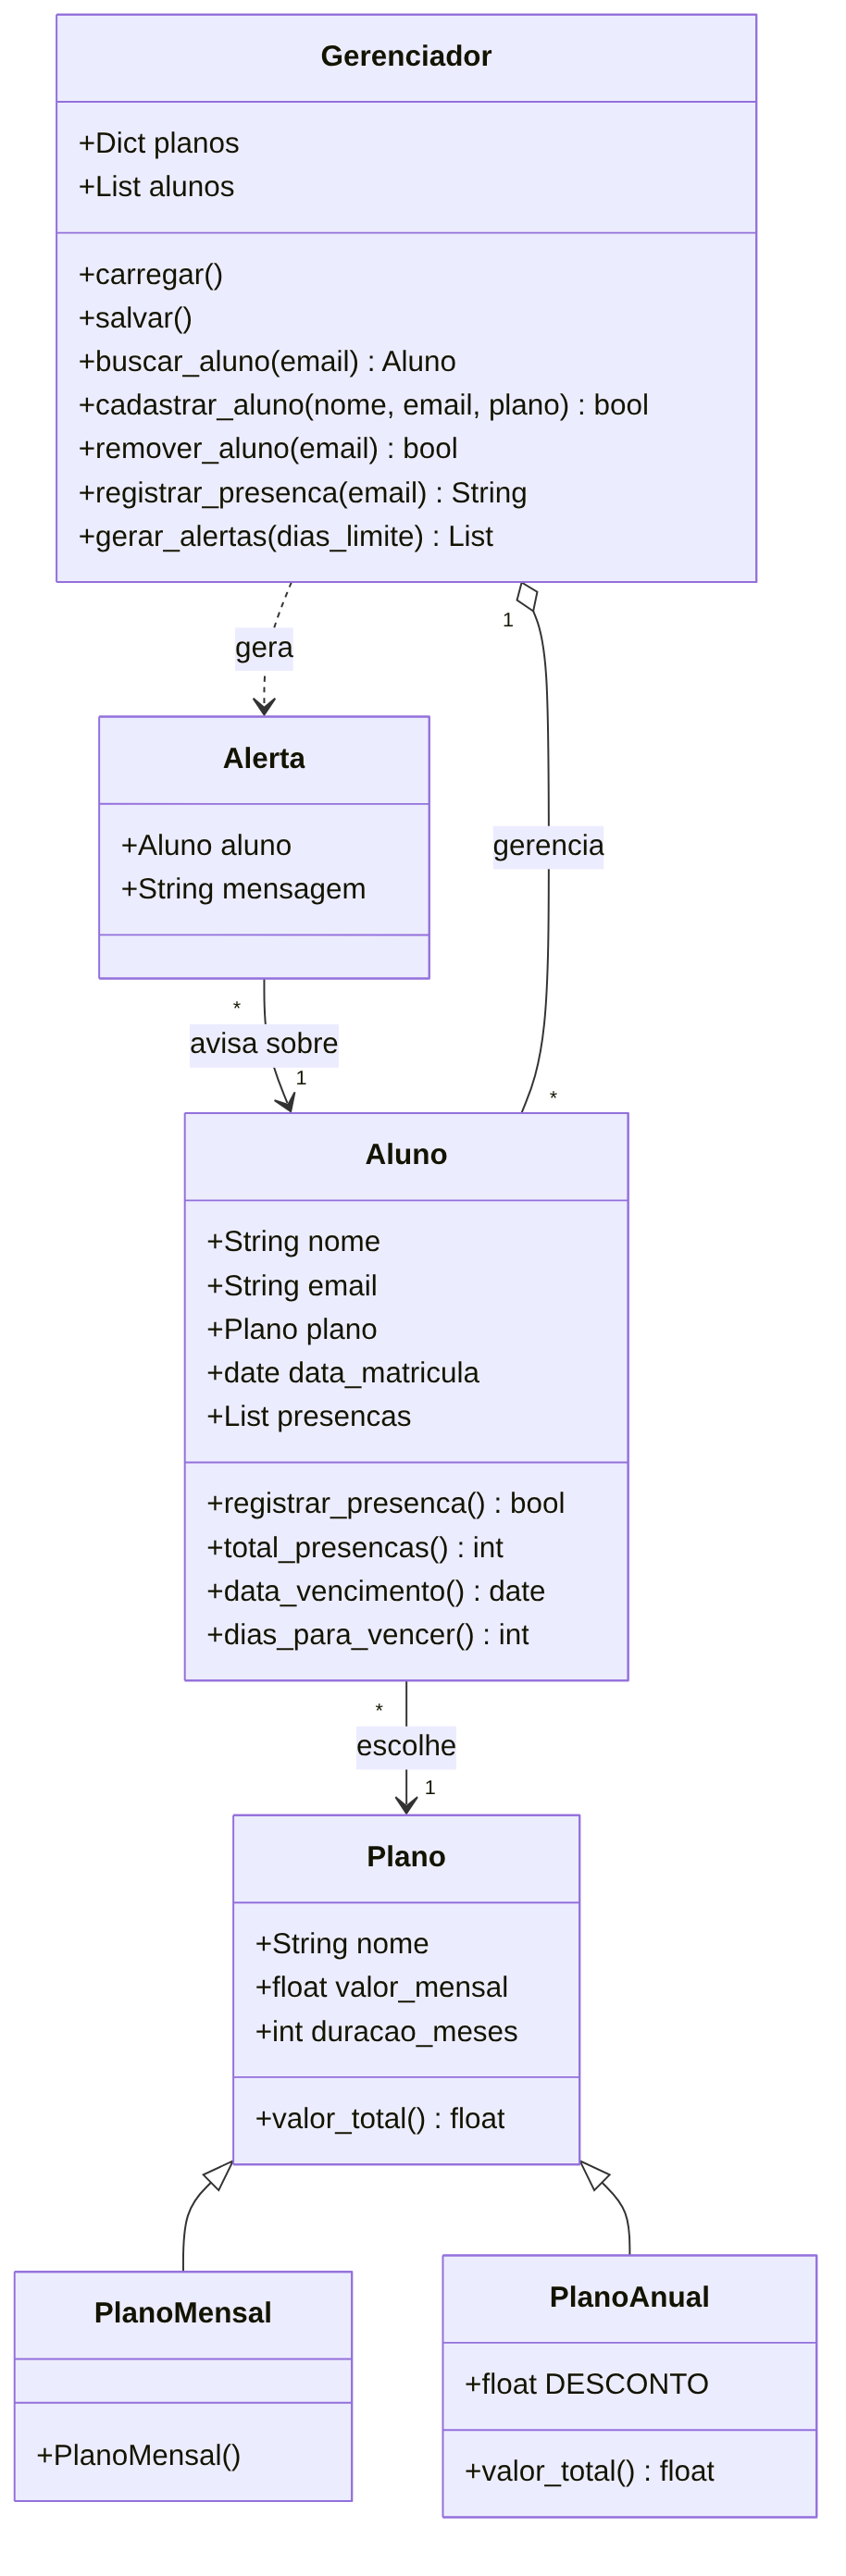 Gerenciador
+Dict planos
+List alunos
+carregar()
+salvar()
+buscar_aluno(email) : Aluno
+cadastrar_aluno(nome, email, plano) : bool
+remover_aluno(email) : bool
+registrar_presenca(email) : String
+gerar_alertas(dias_limite) : List
1
gera
Alerta
+Aluno aluno
+String mensagem
gerencia
*
avisa sobre
1
*
Aluno
+String nome
+String email
+Plano plano
+date data_matricula
+List presencas
+registrar_presenca() : bool
+total_presencas() : int
+data_vencimento() : date
+dias_para_vencer() : int
*
escolhe
1
Plano
+String nome
+float valor_mensal
+int duracao_meses
+valor_total() : float
PlanoMensal
+PlanoMensal()
PlanoAnual
+float DESCONTO
+valor_total() : float